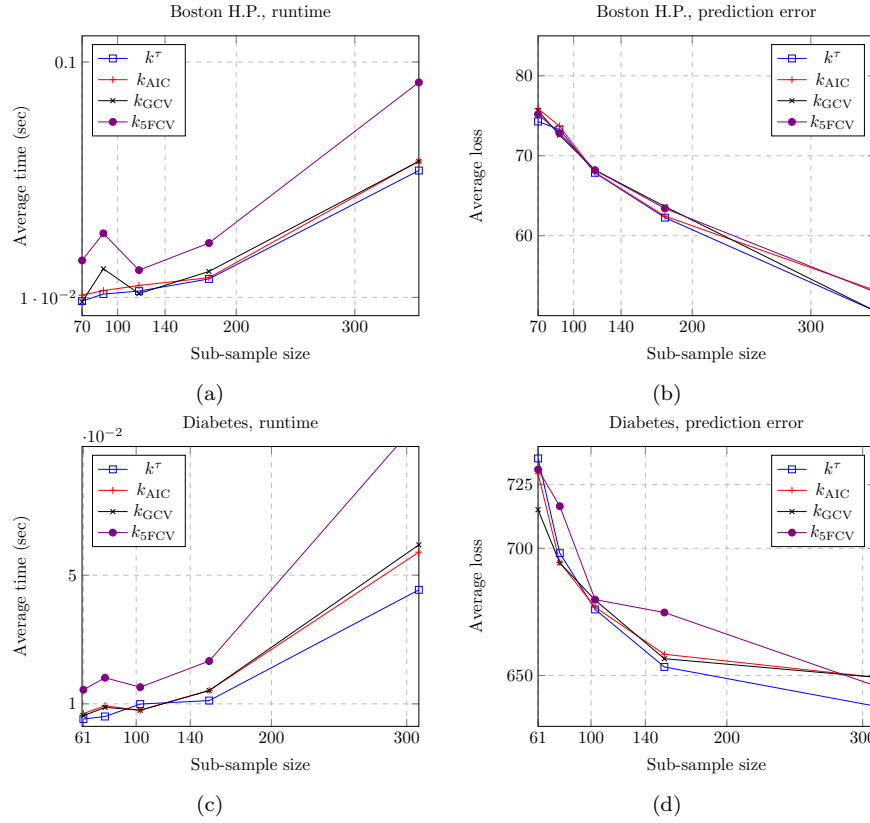 Boston H.P., runtime
Average time (sec)
0.1
1 · 10⁻²
70 100 140 200 300
Sub-sample size
k^τ
k_AIC
k_GCV
k_5FCV
(a)
Boston H.P., prediction error
Average loss
80
70
60
70 100 140 200 300
Sub-sample size
k^τ
k_AIC
k_GCV
k_5FCV
(b)
Diabetes, runtime
·10⁻²
Average time (sec)
5
1
61 100 140 200 300
Sub-sample size
k^τ
k_AIC
k_GCV
k_5FCV
(c)
Diabetes, prediction error
Average loss
725
700
650
61 100 140 200 300
Sub-sample size
k^τ
k_AIC
k_GCV
k_5FCV
(d)